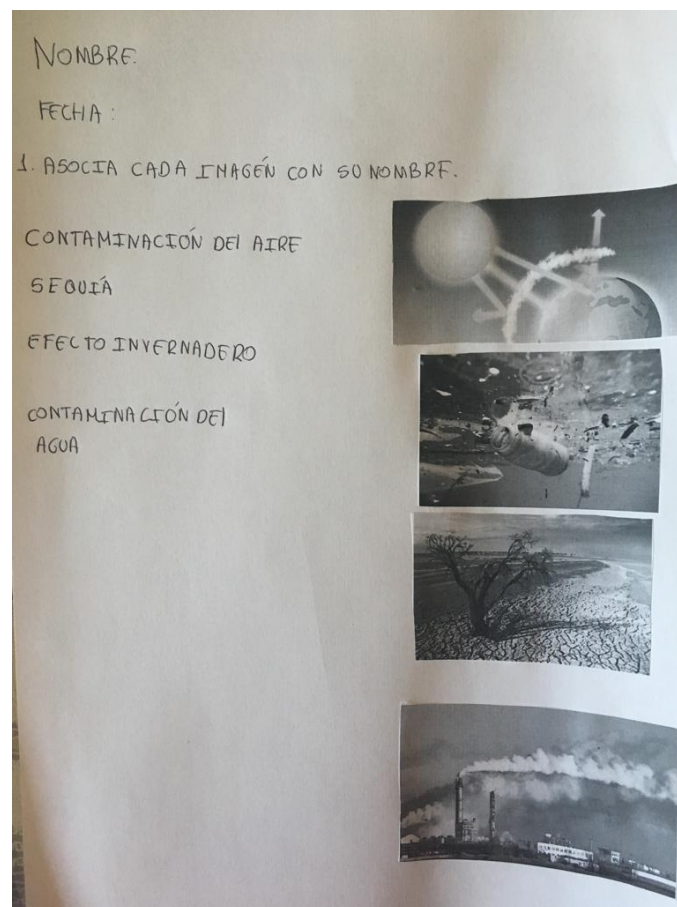 NOMBRE.
FECHA :
1. ASOCIA CADA IMAGÉN CON SU NOMBRE.
CONTAMINACIÓN DEl AIRE
SEQUÍA
EFECTO INVERNADERO
CONTAMINACIÓN DEl
AGUA